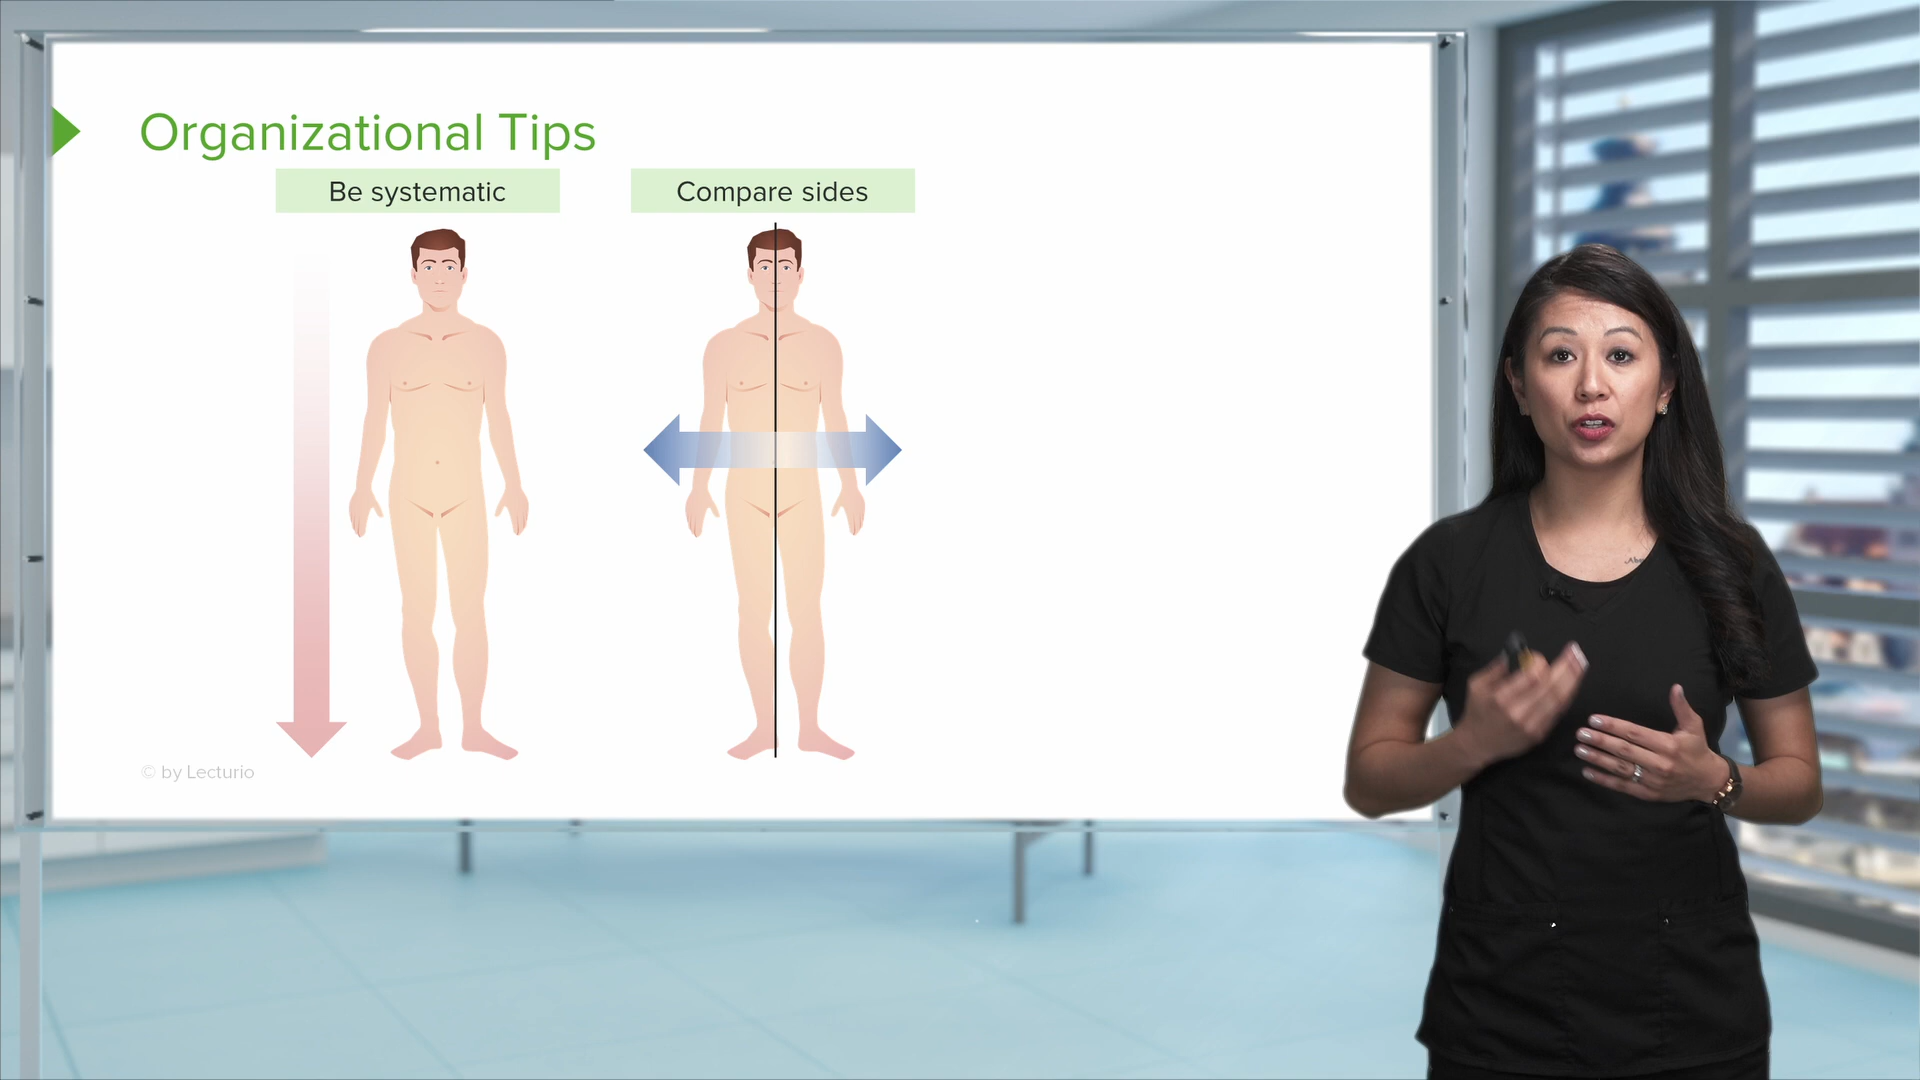 Organizational Tips
Be systematic
Compare sides
© by Lecturio